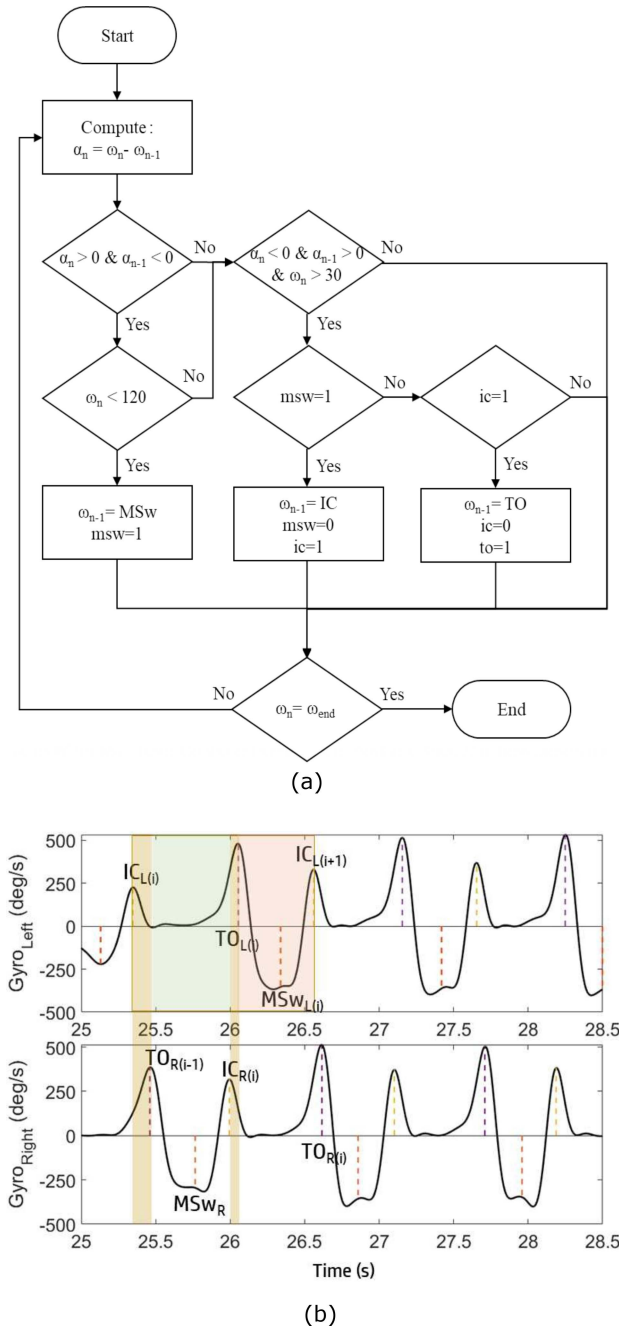 Start
Compute :
αn = ωn- ωn-1
αn > 0 & αn-1 < 0
No
αn < 0 & αn-1 > 0
& ωn > 30
No
Yes
Yes
ωn < 120
No
msw=1
No
ic=1
No
Yes
Yes
Yes
ωn-1= MSw
msw=1
ωn-1= IC
msw=0
ic=1
ωn-1= TO
ic=0
to=1
No
ωn= ωend
Yes
End
(a)
GyroLeft (deg/s)
500
250
0
-250
-500
ICL(i)
TOL(i)
MSwL(i)
ICL(i+1)
25 25.5 26 26.5 27 27.5 28 28.5
GyroRight (deg/s)
500
250
0
-250
-500
TOR(i-1)
ICR(i)
MSwR
TOR(i)
25 25.5 26 26.5 27 27.5 28 28.5
Time (s)
(b)